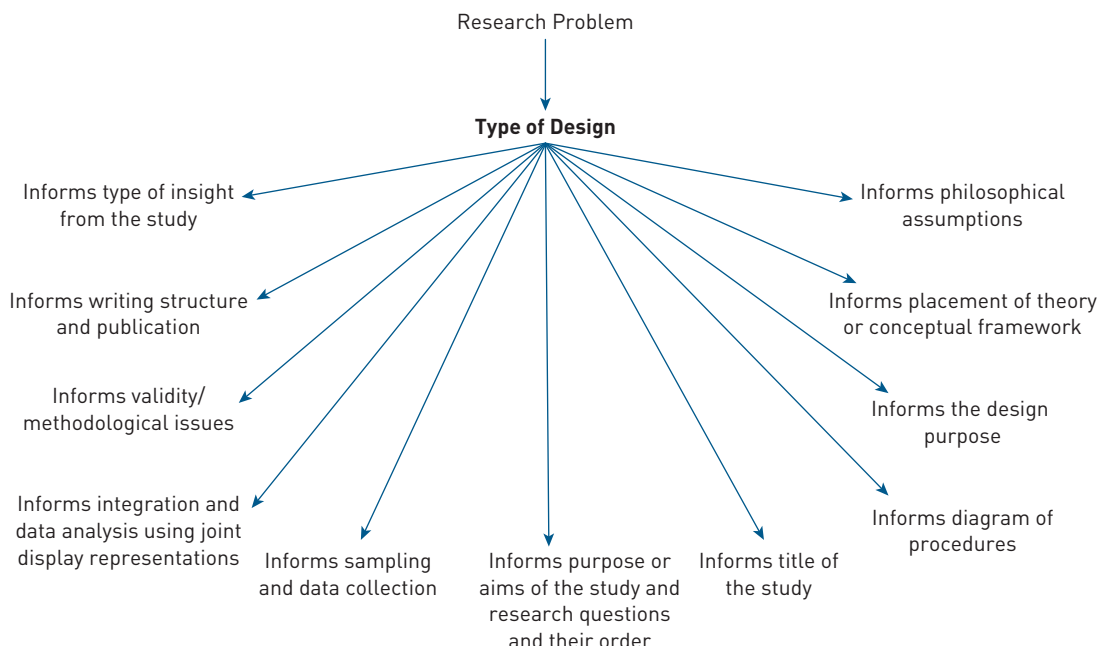 Research Problem
Type of Design
Informs type of insight
from the study
Informs philosophical
assumptions
Informs writing structure
and publication
Informs placement of theory
or conceptual framework
Informs validity/
methodological issues
Informs the design
purpose
Informs integration and
data analysis using joint
display representations
Informs diagram of
procedures
Informs sampling
and data collection
Informs purpose or
aims of the study and
research questions
and their order
Informs title of
the study